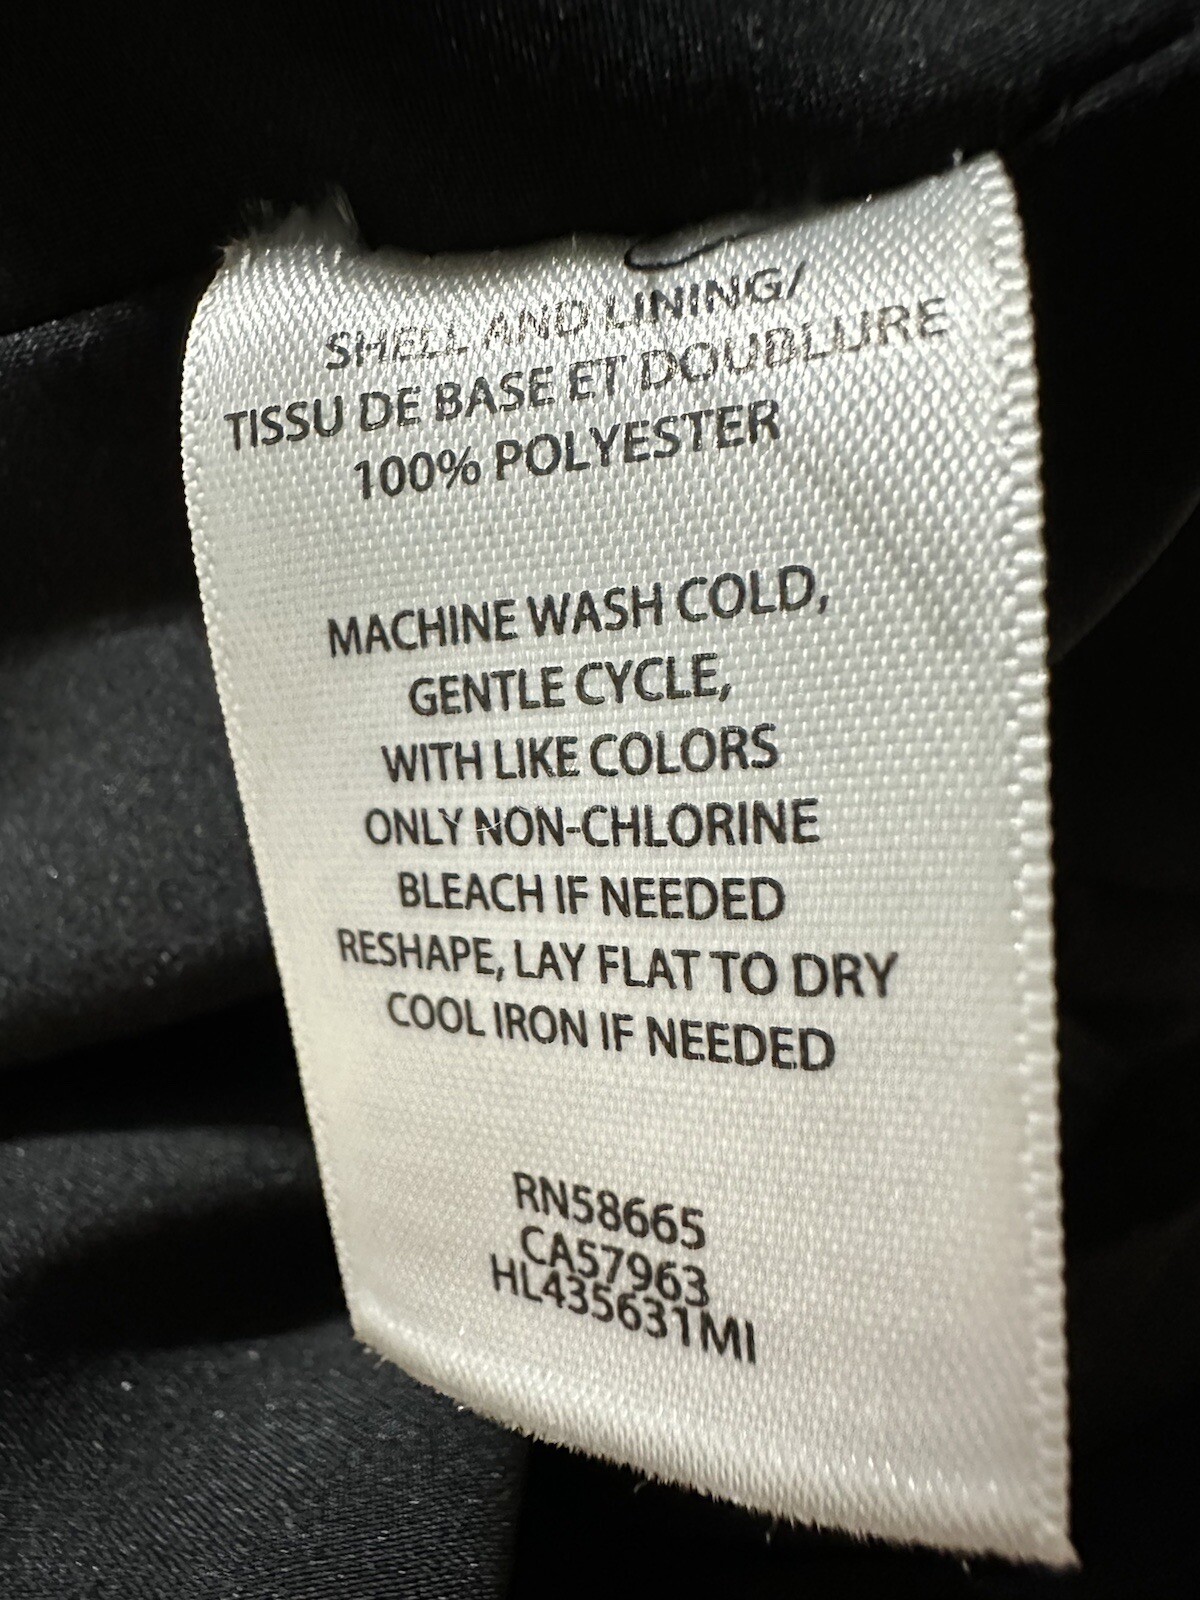 SHELL AND LINING/
TISSU DE BASE ET DOUBLURE
100% POLYESTER
MACHINE WASH COLD,
GENTLE CYCLE,
WITH LIKE COLORS
ONLY NON-CHLORINE
BLEACH IF NEEDED
RESHAPE, LAY FLAT TO DRY
COOL IRON IF NEEDED
RN58665
CA57963
HL435631MI